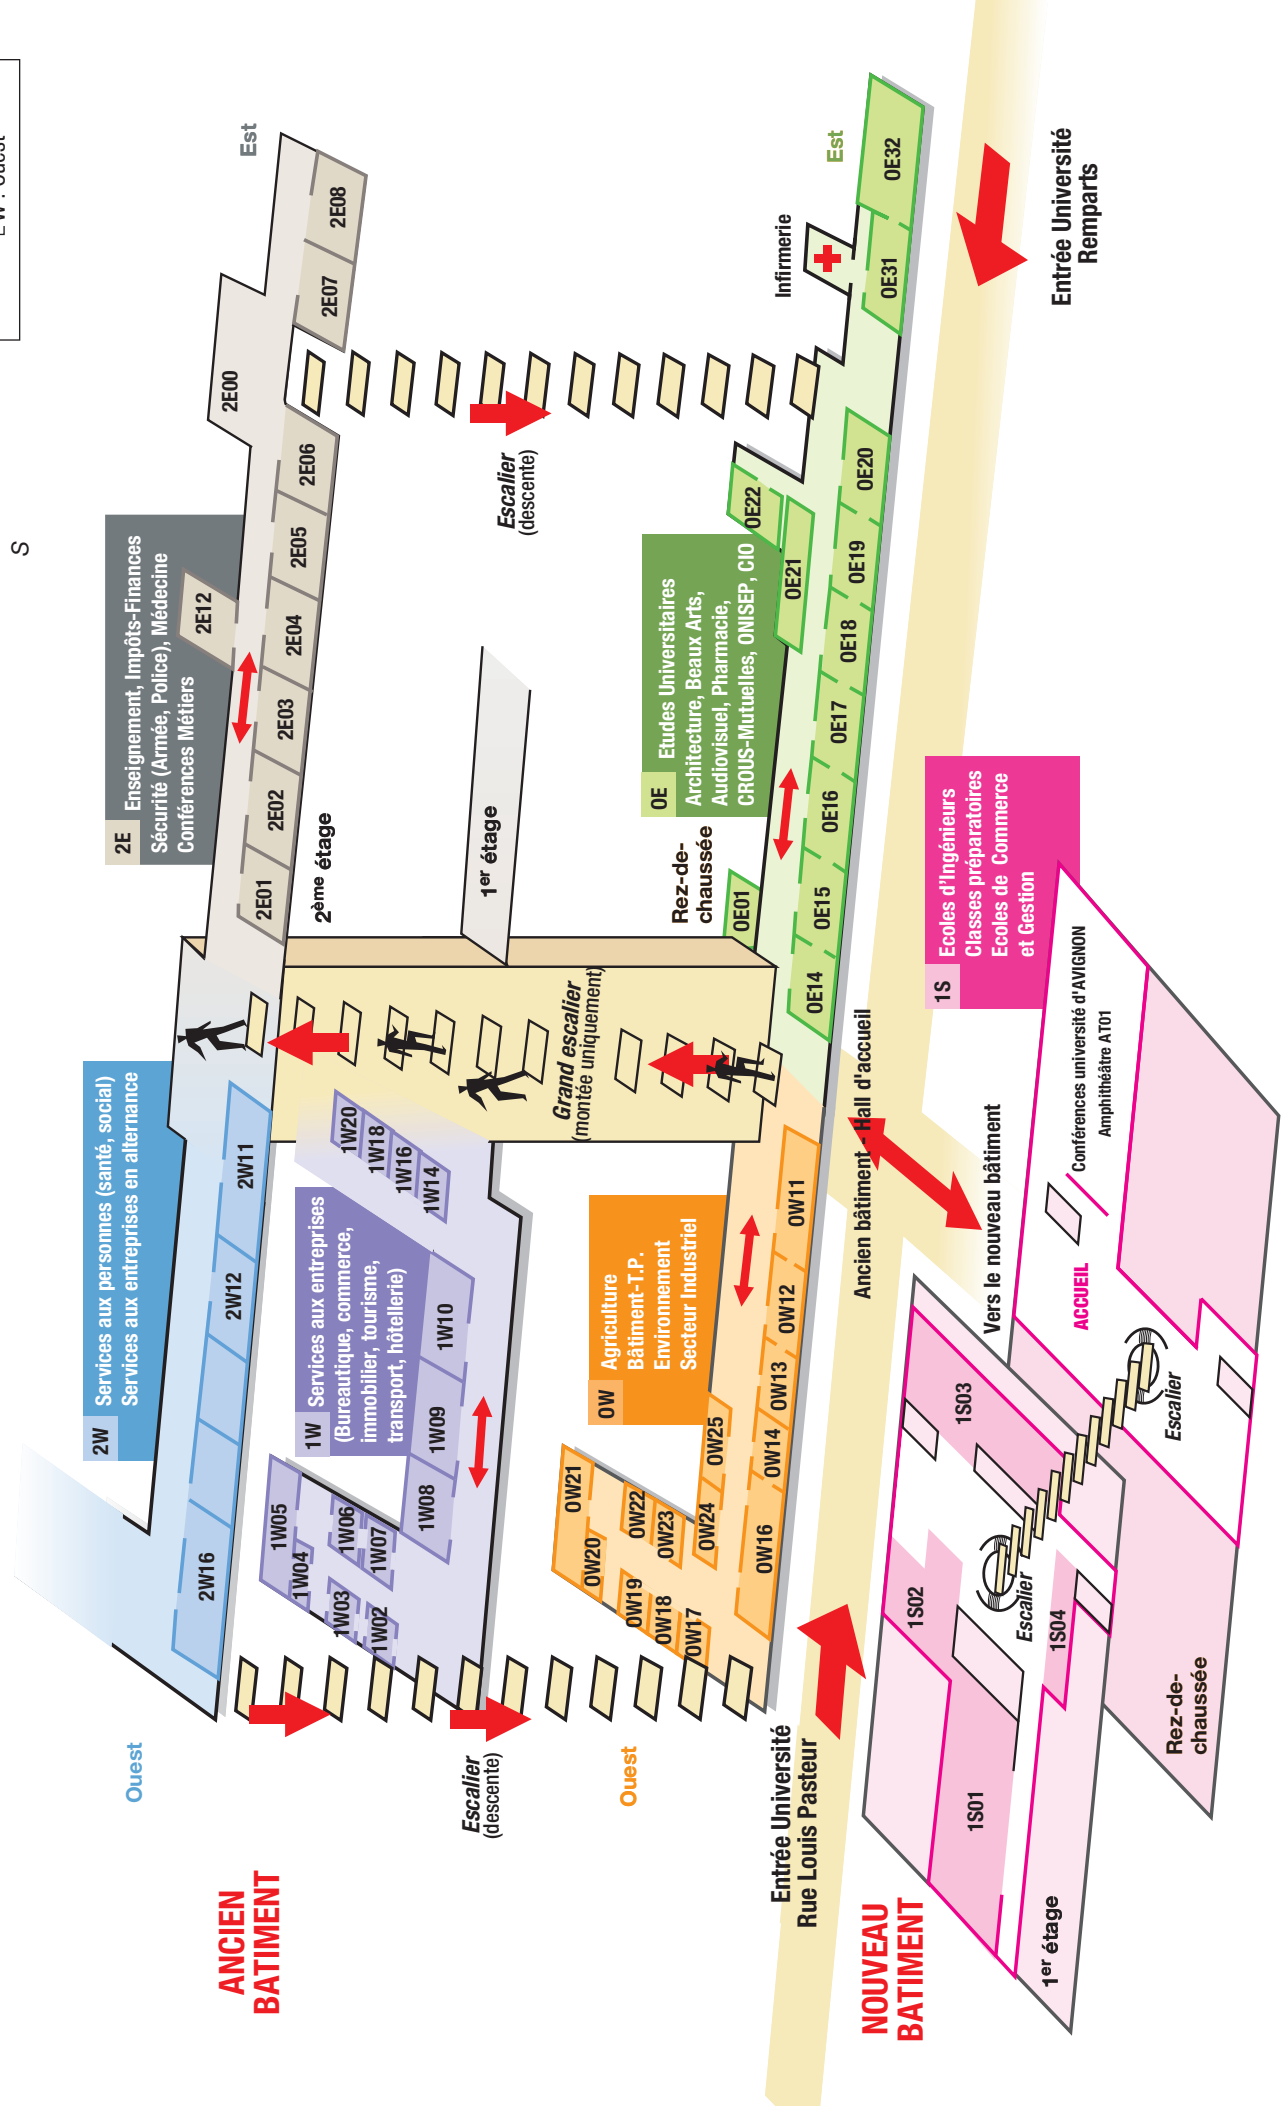 E W : Ouest
S
ANCIEN
BATIMENT
Ouest
2W
Services aux personnes (santé, social)
Services aux entreprises en alternance
2W16
2W12
2W11
2E
Enseignement, Impôts-Finances
Sécurité (Armée, Police), Médecine
Conférences Métiers
Est
2E12
2E00
2E01
2E02
2E03
2E04
2E05
2E06
2E07
2E08
2ème étage
1W
Services aux entreprises
(Bureautique, commerce,
immobilier, tourisme,
transport, hôtellerie)
1W05
1W04
1W03
1W02
1W06
1W07
1W08
1W09
1W10
1W20
1W18
1W16
1W14
1er étage
Grand escalier
(montée uniquement)
Escalier
(descente)
Escalier
(descente)
Ouest
0W
Agriculture
Bâtiment-T.P.
Environnement
Secteur Industriel
0W21
0W20
0W19
0W18
0W17
0W22
0W23
0W24
0W25
0W16
0W14
0W13
0W12
0W11
Rez-de-
chaussée
0E
Etudes Universitaires
Architecture, Beaux Arts,
Audiovisuel, Pharmacie,
CROUS-Mutuelles, ONISEP, CIO
0E01
0E22
0E21
0E14
0E15
0E16
0E17
0E18
0E19
0E20
Infirmerie
Est
0E31
0E32
Entrée Université
Rue Louis Pasteur
Ancien bâtiment - Hall d'accueil
Entrée Université
Remparts
NOUVEAU
BATIMENT
Vers le nouveau bâtiment
1S
Ecoles d'Ingénieurs
Classes préparatoires
Ecoles de Commerce
et Gestion
1S01
1S02
1S03
1S04
Escalier
1er étage
ACCUEIL
Conférences université d'AVIGNON
Amphithéâtre AT01
Escalier
Rez-de-
chaussée